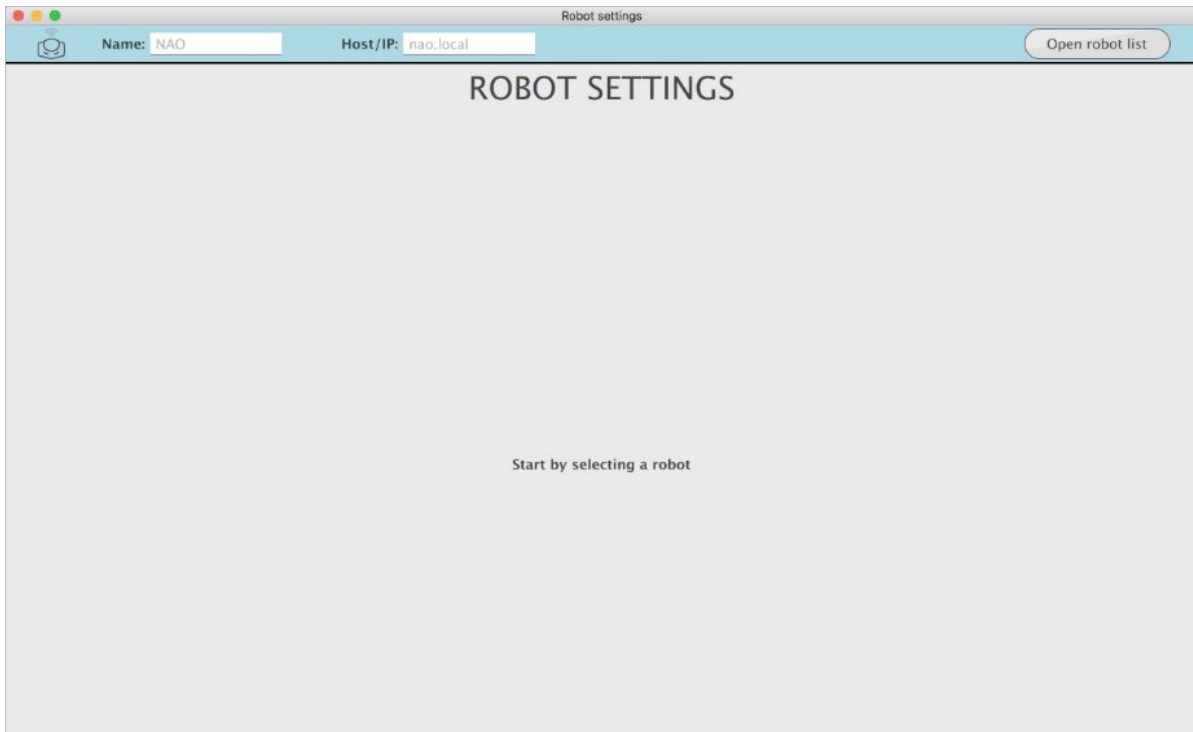 Robot settings
Name: NAO Host/IP: nao.local Open robot list
ROBOT SETTINGS
Start by selecting a robot